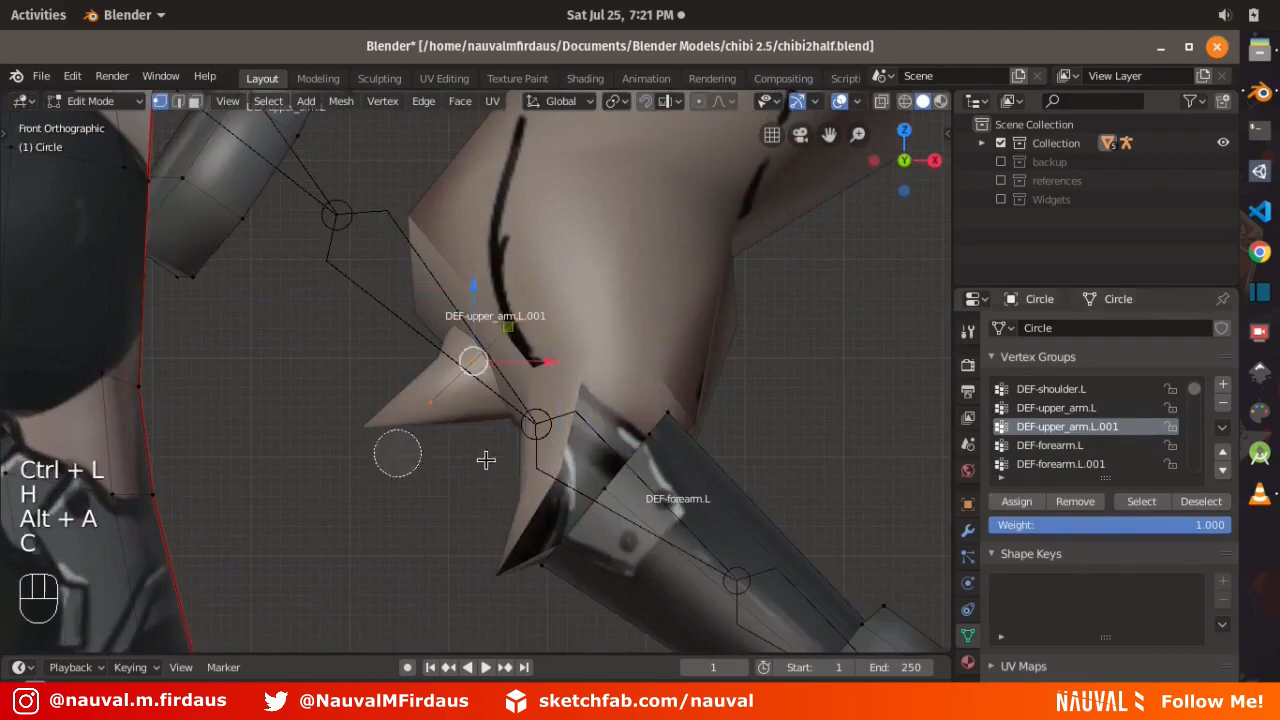 Activities
Blender
Sat Jul 25, 7:21 PM
Blender* [/home/nauvalmfirdaus/Documents/Blender Models/chibi 2.5/chibi2half.blend]
File Edit Render Window Help
Layout Modeling Sculpting UV Editing Texture Paint Shading Animation Rendering Compositing Scripti
Scene
View Layer
Edit Mode
View Select Add Mesh Vertex Edge Face UV
Global
Front Orthographic
(1) Circle
Z
Y
X
DEF-upper_arm.L
DEF-upper_arm.L.001
DEF-forearm.L
Ctrl + L
H
Alt + A
C
Scene Collection
Collection
5
backup
references
Widgets
Circle
Circle
Circle
Vertex Groups
DEF-shoulder.L
DEF-upper_arm.L
DEF-upper_arm.L.001
DEF-forearm.L
DEF-forearm.L.001
Assign Remove Select Deselect
Weight: 1.000
Shape Keys
UV Maps
Playback Keying View Marker
1
Start: 1
End: 250
@nauval.m.firdaus
@NauvalMFirdaus
sketchfab.com/nauval
NAUVAL
Follow Me!